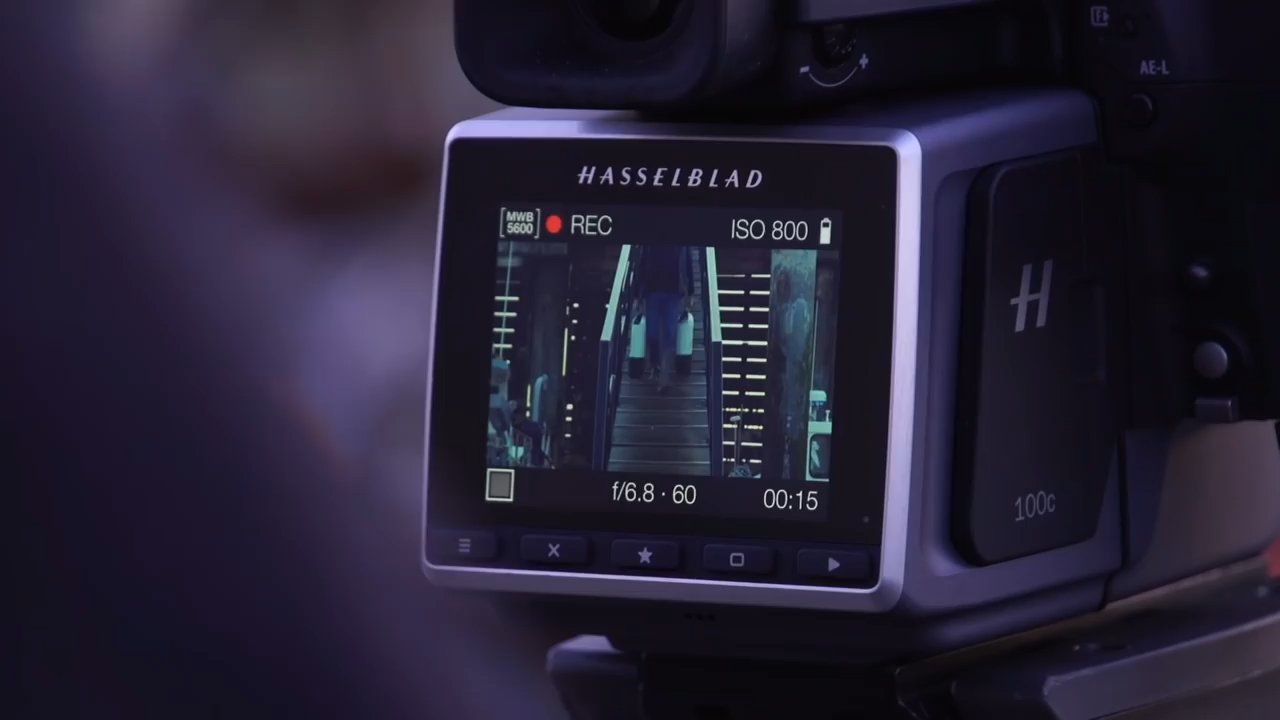 AE-L
HASSELBLAD
MWB
5600
REC
ISO 800
f/6.8 · 60
00:15
H
100c